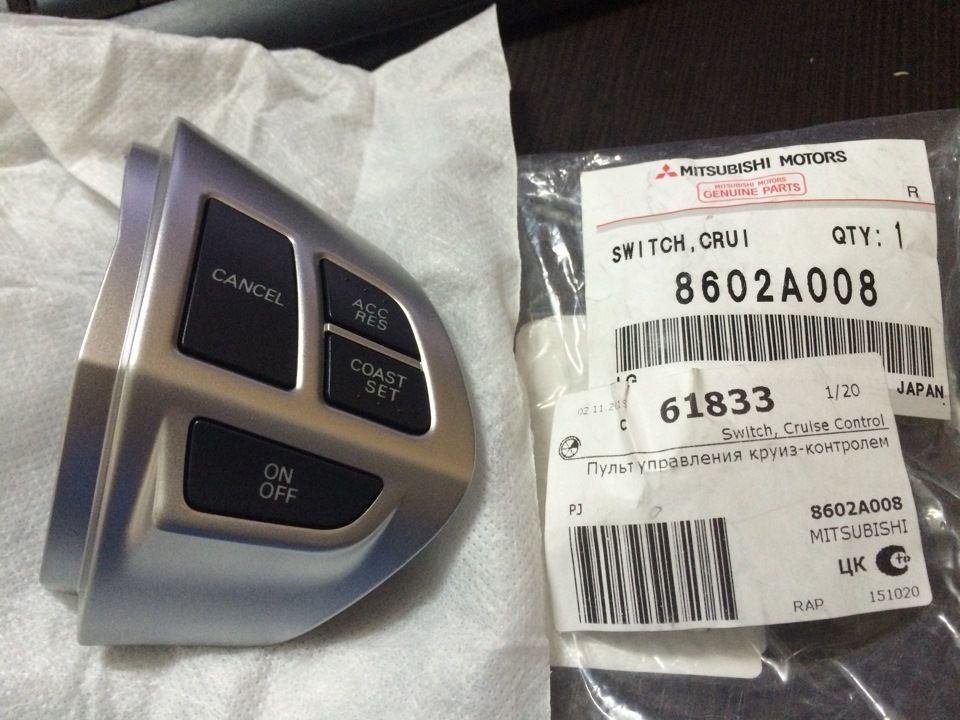 CANCEL
ACC
RES
COAST
SET
ON
OFF
MITSUBISHI MOTORS
MITSUBISHI MOTORS
GENUINE PARTS
R
SWITCH,CRUI QTY: 1
8602A008
JAPAN
C 61833 1/20
Switch, Cruise Control
Пульт управления круиз-контролем
PJ
8602A008
MITSUBISHI
ЦК
RAP 151020